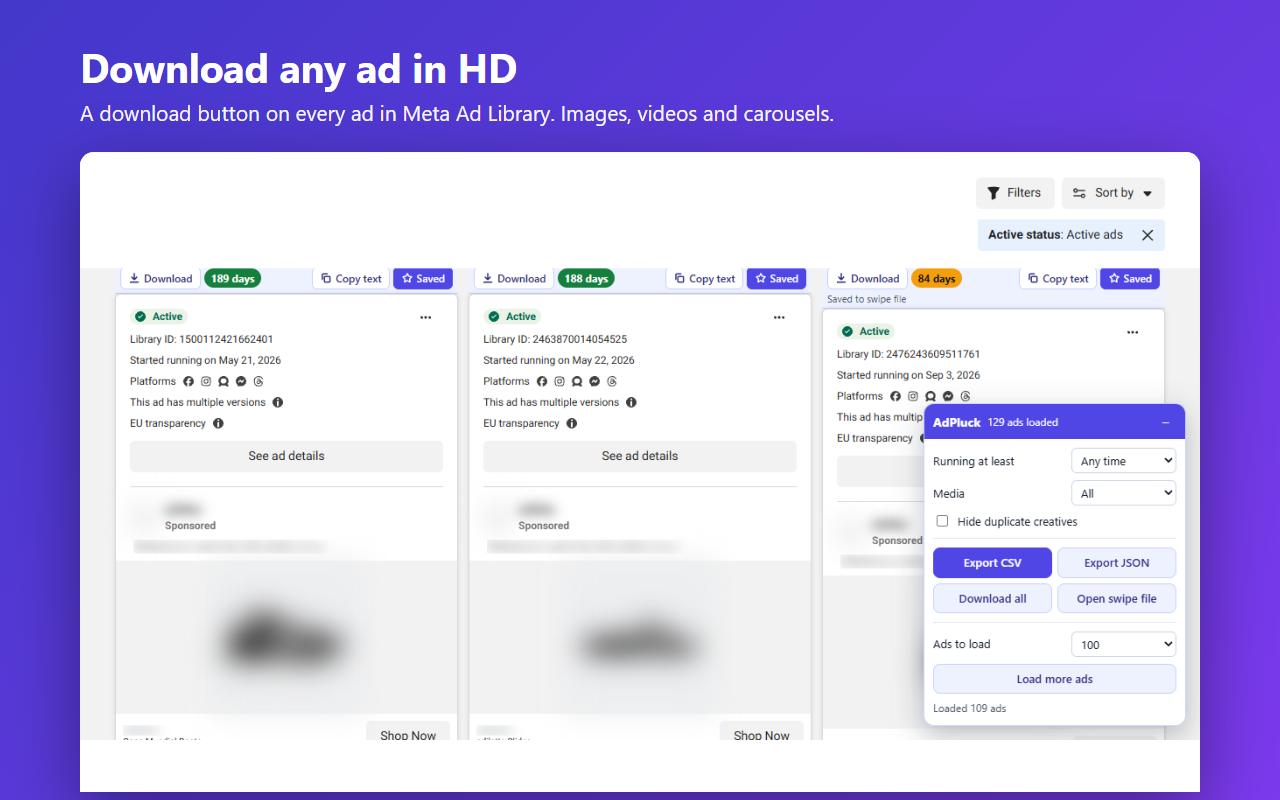 Download any ad in HD
A download button on every ad in Meta Ad Library. Images, videos and carousels.
Filters
Sort by
Active status: Active ads
Download 189 days Copy text Saved
Download 188 days Copy text Saved
Download 84 days Copy text Saved
Saved to swipe file
Active
Library ID: 1500112421662401
Started running on May 21, 2026
Platforms
This ad has multiple versions
EU transparency
See ad details
Sponsored
Shop Now
Active
Library ID: 2463870014054525
Started running on May 22, 2026
Platforms
This ad has multiple versions
EU transparency
See ad details
Sponsored
Shop Now
Active
Library ID: 2476243609511761
Started running on Sep 3, 2026
Platforms
This ad has multip
EU transparency
Sponsored
AdPluck 129 ads loaded
Running at least Any time
Media All
Hide duplicate creatives
Export CSV Export JSON
Download all Open swipe file
Ads to load 100
Load more ads
Loaded 109 ads